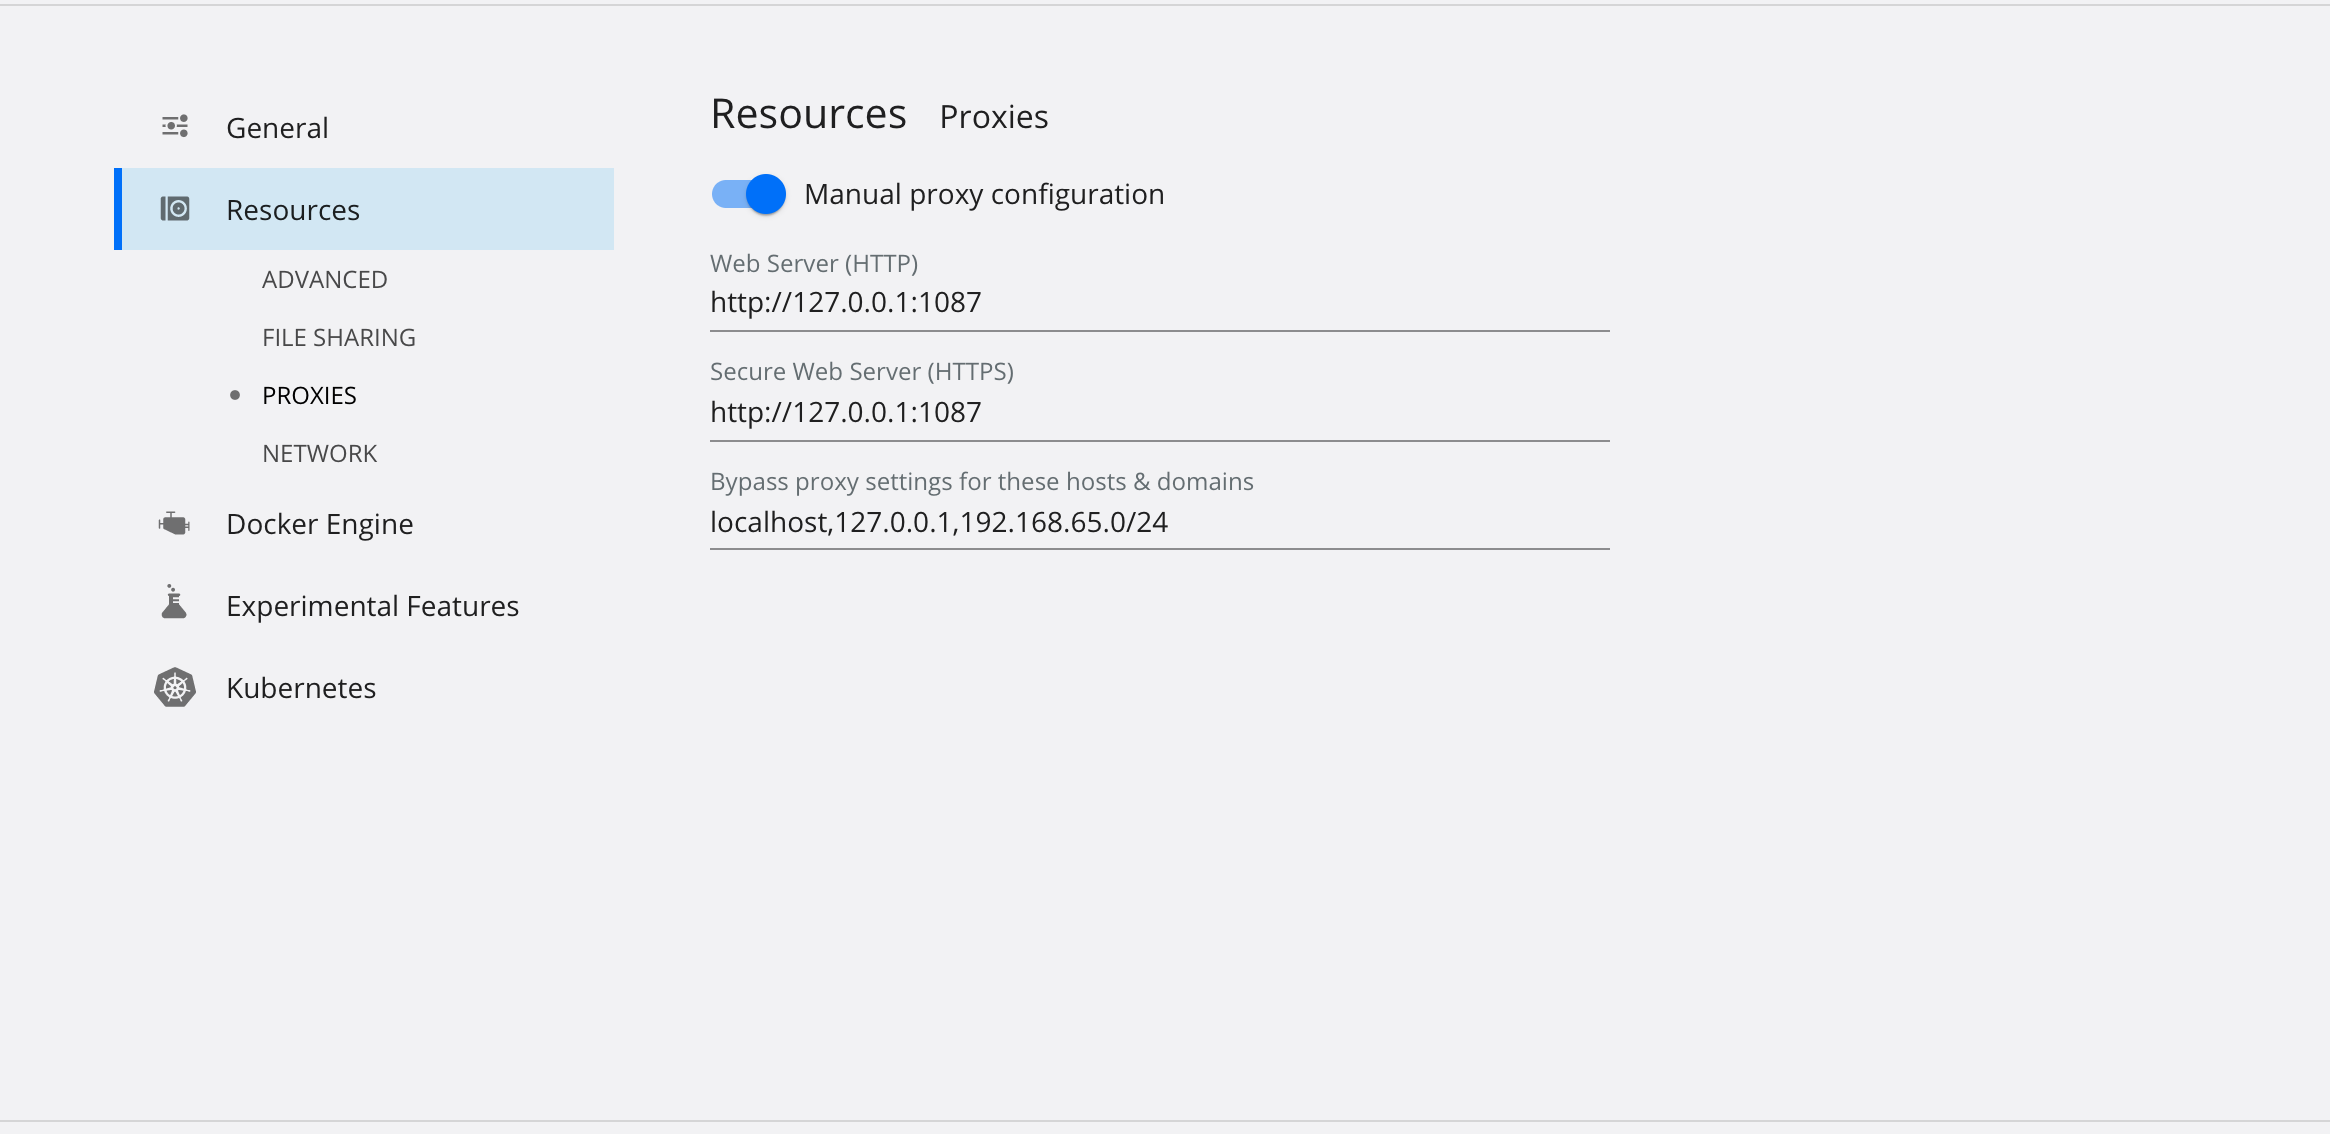 General
Resources
ADVANCED
FILE SHARING
PROXIES
NETWORK
Docker Engine
Experimental Features
Kubernetes
Resources Proxies
Manual proxy configuration
Web Server (HTTP)
http://127.0.0.1:1087
Secure Web Server (HTTPS)
http://127.0.0.1:1087
Bypass proxy settings for these hosts & domains
localhost,127.0.0.1,192.168.65.0/24